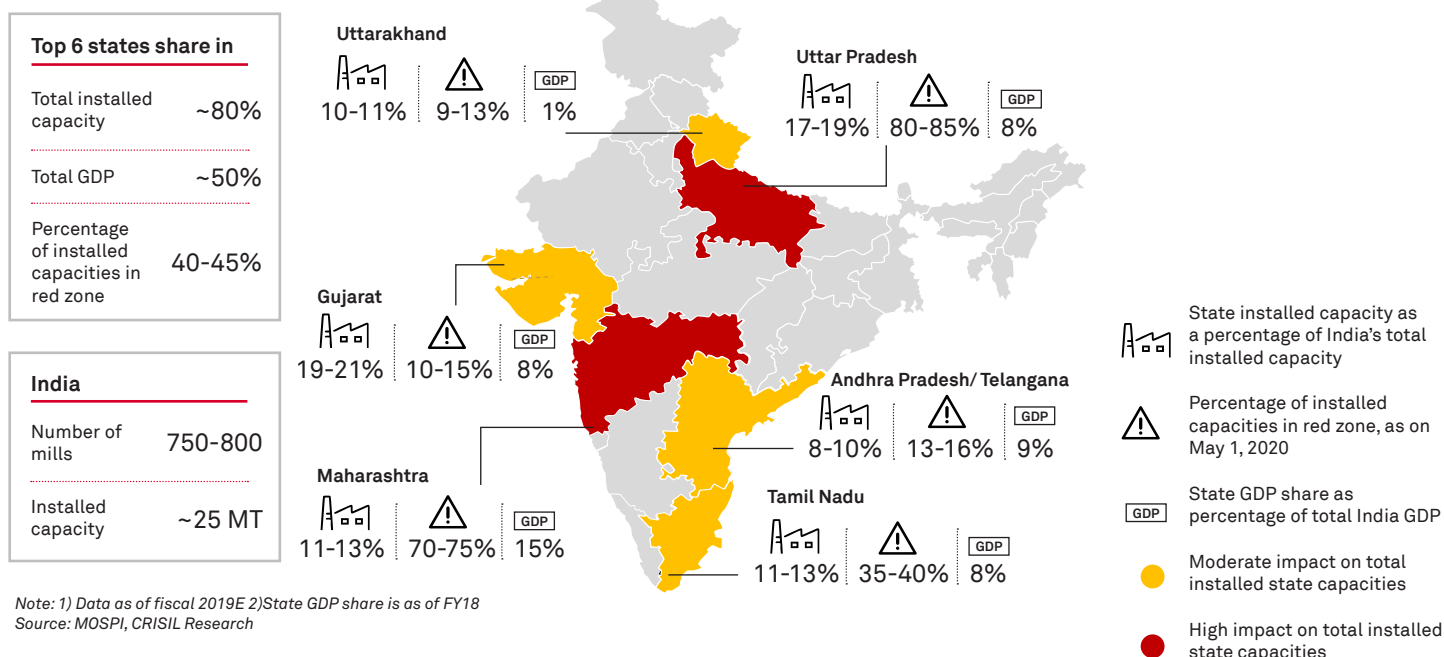 Top 6 states share in
Total installed
capacity
~80%
Total GDP
~50%
Percentage
of installed
capacities in
red zone
40-45%
India
Number of
mills
750-800
Installed
capacity
~25 MT
Uttarakhand
GDP
10-11%
9-13%
1%
Uttar Pradesh
GDP
17-19%
80-85%
8%
Gujarat
GDP
19-21%
10-15%
8%
Andhra Pradesh/ Telangana
GDP
8-10%
13-16%
9%
Maharashtra
GDP
11-13%
70-75%
15%
Tamil Nadu
GDP
11-13%
35-40%
8%
State installed capacity as
a percentage of India's total
installed capacity
Percentage of installed
capacities in red zone, as on
May 1, 2020
GDP
State GDP share as
percentage of total India GDP
Moderate impact on total
installed state capacities
High impact on total installed
state capacities
Note: 1) Data as of fiscal 2019E 2)State GDP share is as of FY18
Source: MOSPI, CRISIL Research